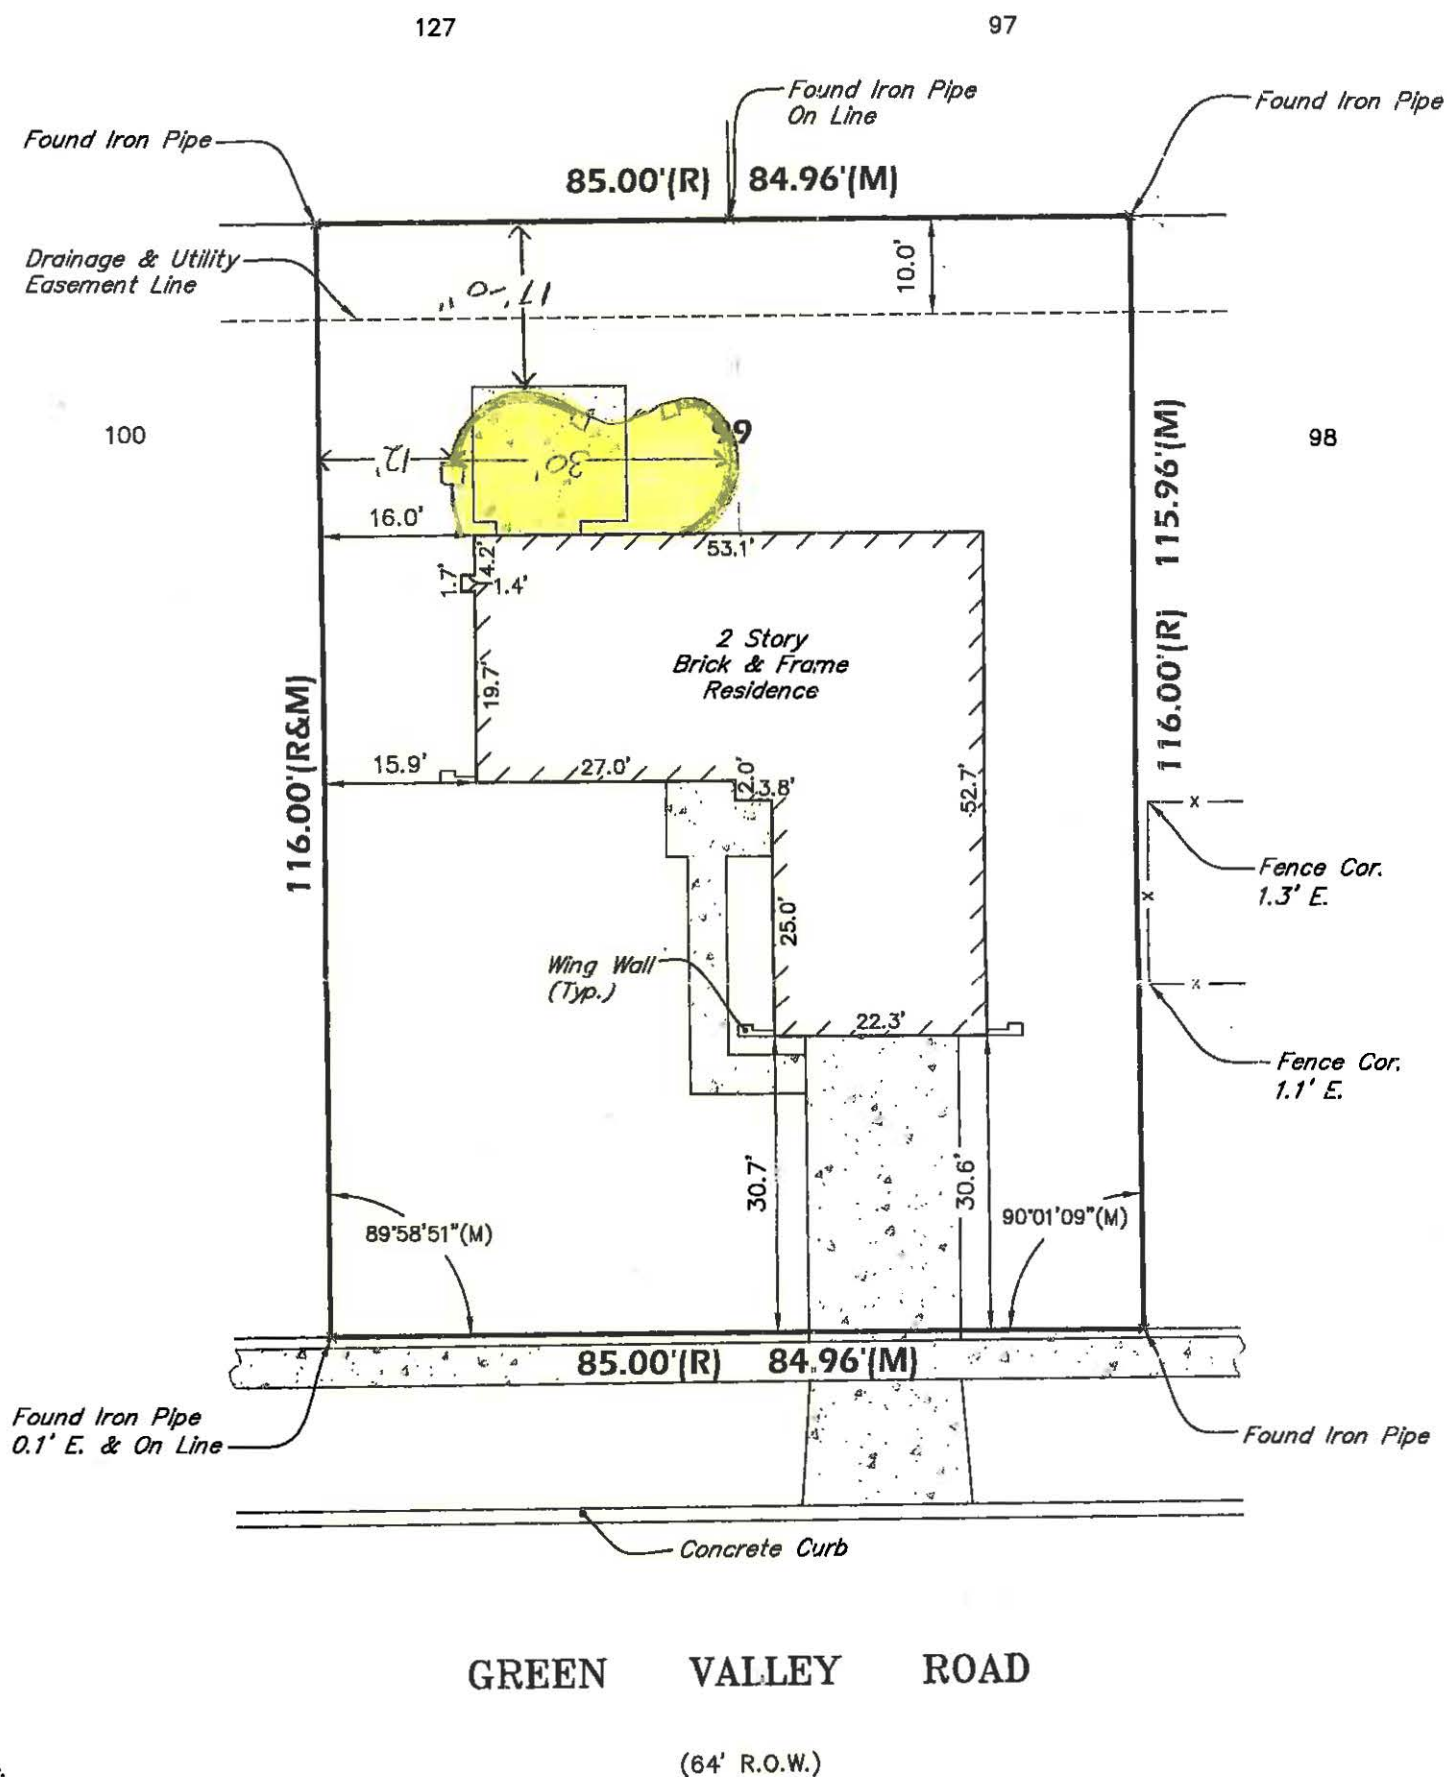 127
97
Found Iron Pipe
On Line
Found Iron Pipe
Found Iron Pipe
85.00'(R)
84.96'(M)
Drainage & Utility
Easement Line
10.0'
17'-0"
100
99
98
12'
30'
115.96'(M)
116.00'(R)
16.0'
53.1'
4.2'
1.7'
1.4'
2 Story
Brick & Frame
Residence
19.7'
116.00'(R&M)
15.9'
27.0'
2.0'
3.8'
52.7'
Fence Cor.
1.3' E.
25.0'
Wing Wall
(Typ.)
22.3'
Fence Cor.
1.1' E.
30.7'
30.6'
89°58'51"(M)
90°01'09"(M)
85.00'(R)
84.96'(M)
Found Iron Pipe
0.1' E. & On Line
Found Iron Pipe
Concrete Curb
GREEN VALLEY ROAD
(64' R.O.W.)